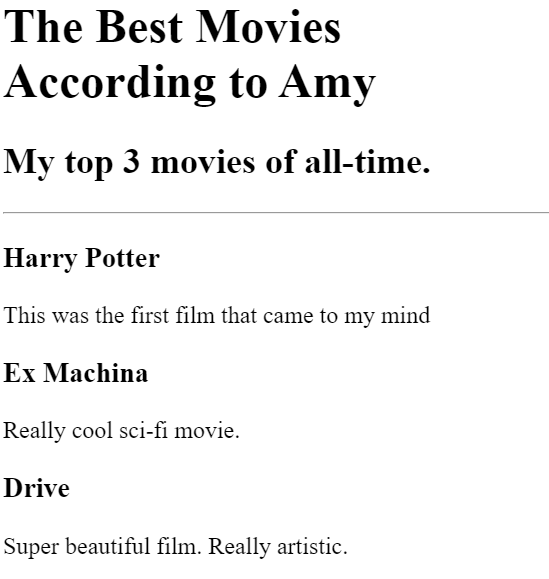 The Best Movies
According to Amy
My top 3 movies of all-time.
Harry Potter
This was the first film that came to my mind
Ex Machina
Really cool sci-fi movie.
Drive
Super beautiful film. Really artistic.